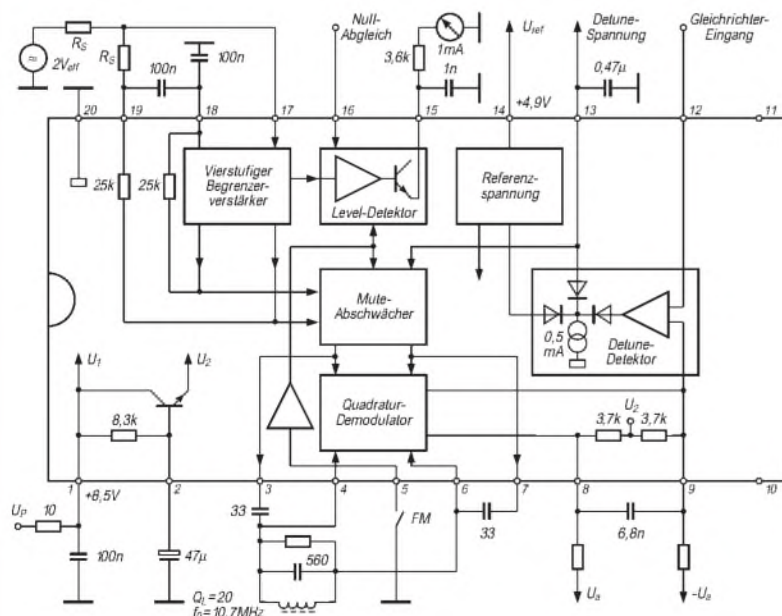 R_S
2V_eff
R_S
100n
100n
Null-
Abgleich
3,6k
1mA
1n
U_ref
+4,9V
Detune-
Spannung
0,47µ
Gleichrichter-
Eingang
20
19
18
17
16
15
14
13
12
11
25k
25k
Vierstufiger
Begrenzer-
verstärker
Level-Detektor
Referenz-
spannung
Mute-
Abschwächer
0,5
mA
Detune-
Detektor
U_1
U_2
8,3k
Quadratur-
Demodulator
U_2
3,7k
3,7k
1
2
3
4
5
6
7
8
9
10
+8,5V
U_P
10
100n
47µ
33
560
Q_L = 20
f_0 = 10,7MHz
FM
33
6,8n
U_a
-U_a